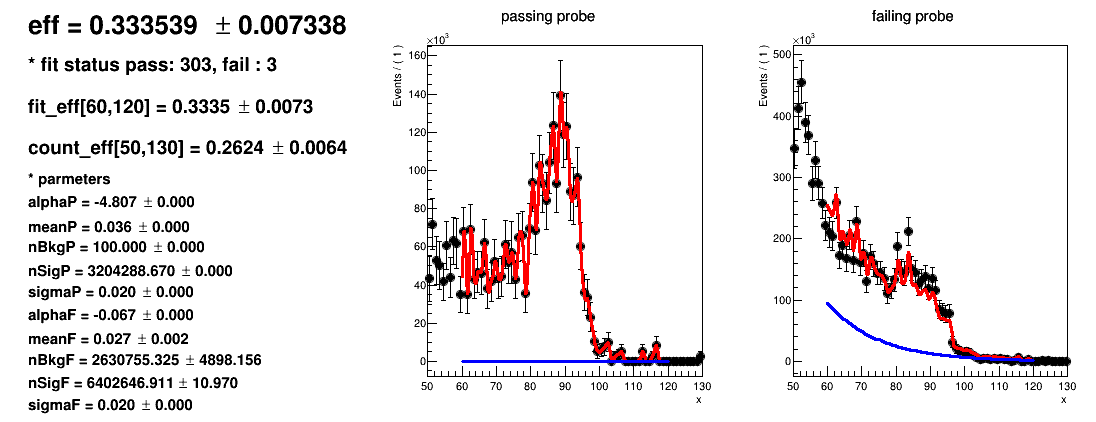 eff = 0.333539 ± 0.007338
* fit status pass: 303, fail : 3
fit_eff[60,120] = 0.3335 ± 0.0073
count_eff[50,130] = 0.2624 ± 0.0064
* parmeters
alphaP = -4.807 ± 0.000
meanP = 0.036 ± 0.000
nBkgP = 100.000 ± 0.000
nSigP = 3204288.670 ± 0.000
sigmaP = 0.020 ± 0.000
alphaF = -0.067 ± 0.000
meanF = 0.027 ± 0.002
nBkgF = 2630755.325 ± 4898.156
nSigF = 6402646.911 ± 10.970
sigmaF = 0.020 ± 0.000
passing probe
×10³
Events / ( 1 )
160
140
120
100
80
60
40
20
0
50 60 70 80 90 100 110 120 130
x
failing probe
×10³
Events / ( 1 )
500
400
300
200
100
0
50 60 70 80 90 100 110 120 130
x